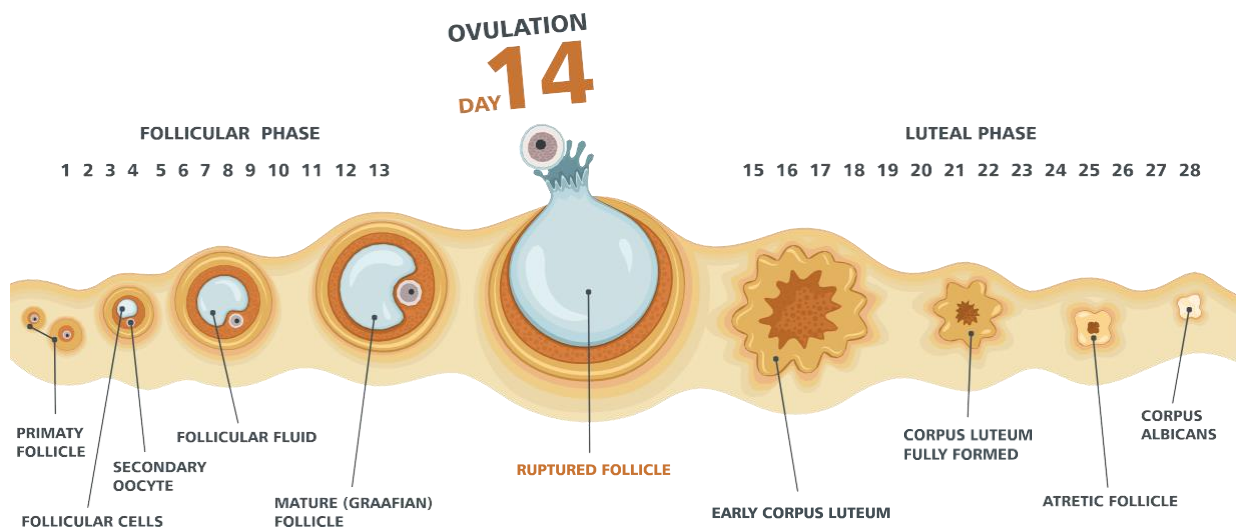 OVULATION
DAY 14
FOLLICULAR PHASE
1 2 3 4 5 6 7 8 9 10 11 12 13
LUTEAL PHASE
15 16 17 18 19 20 21 22 23 24 25 26 27 28
PRIMATY
FOLLICLE
FOLLICULAR CELLS
SECONDARY
OOCYTE
FOLLICULAR FLUID
MATURE (GRAAFIAN)
FOLLICLE
RUPTURED FOLLICLE
EARLY CORPUS LUTEUM
CORPUS LUTEUM
FULLY FORMED
ATRETIC FOLLICLE
CORPUS
ALBICANS